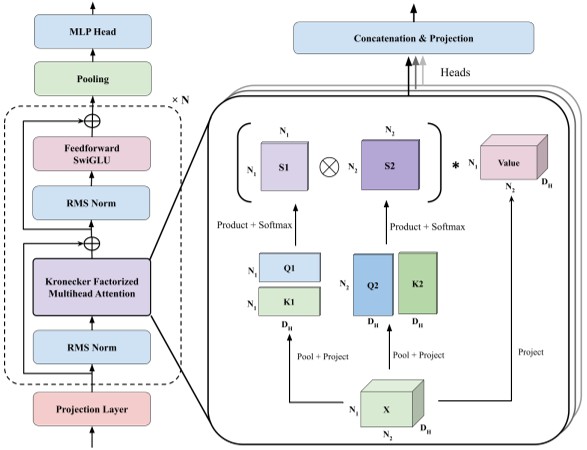 MLP Head
Pooling
× N
Feedforward
SwiGLU
RMS Norm
Kronecker Factorized
Multihead Attention
RMS Norm
Projection Layer
Concatenation & Projection
Heads
N1
N1
S1
N2
N2
S2
*
N1
Value
N2
DH
Product + Softmax
Product + Softmax
N1
Q1
N1
K1
DH
N2
Q2
K2
DH
DH
Pool + Project
Pool + Project
Project
N1
X
N2
DH